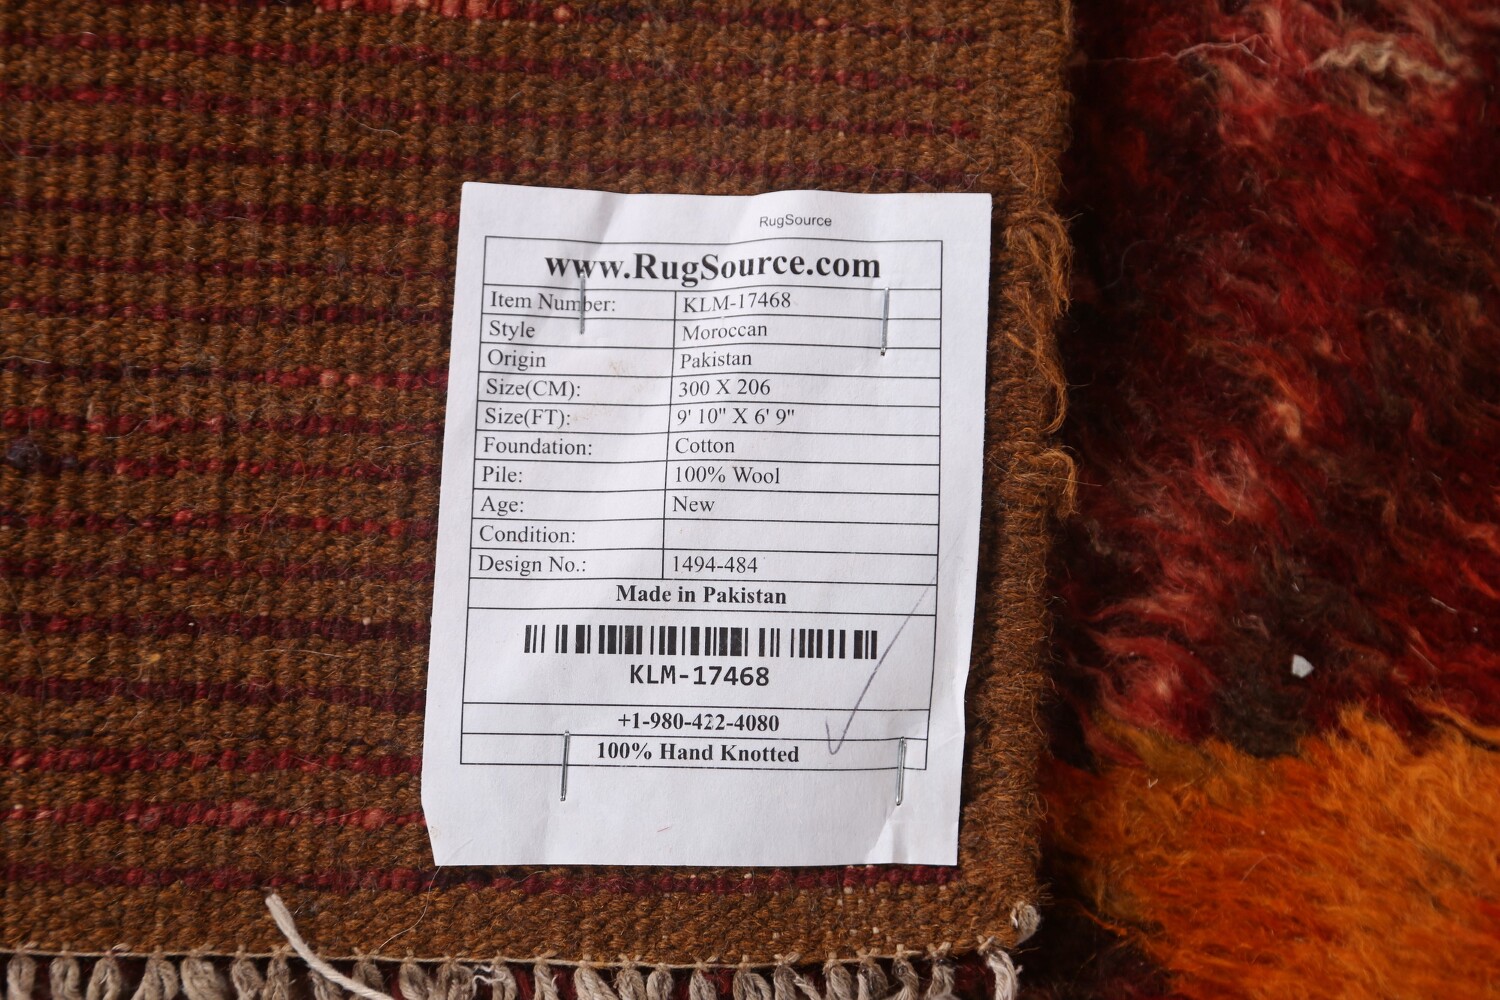 RugSource
www.RugSource.com
Item Number: KLM-17468
Style Moroccan
Origin Pakistan
Size(CM): 300 X 206
Size(FT): 9' 10" X 6' 9"
Foundation: Cotton
Pile: 100% Wool
Age: New
Condition:
Design No.: 1494-484
Made in Pakistan
KLM-17468
+1-980-422-4080
100% Hand Knotted